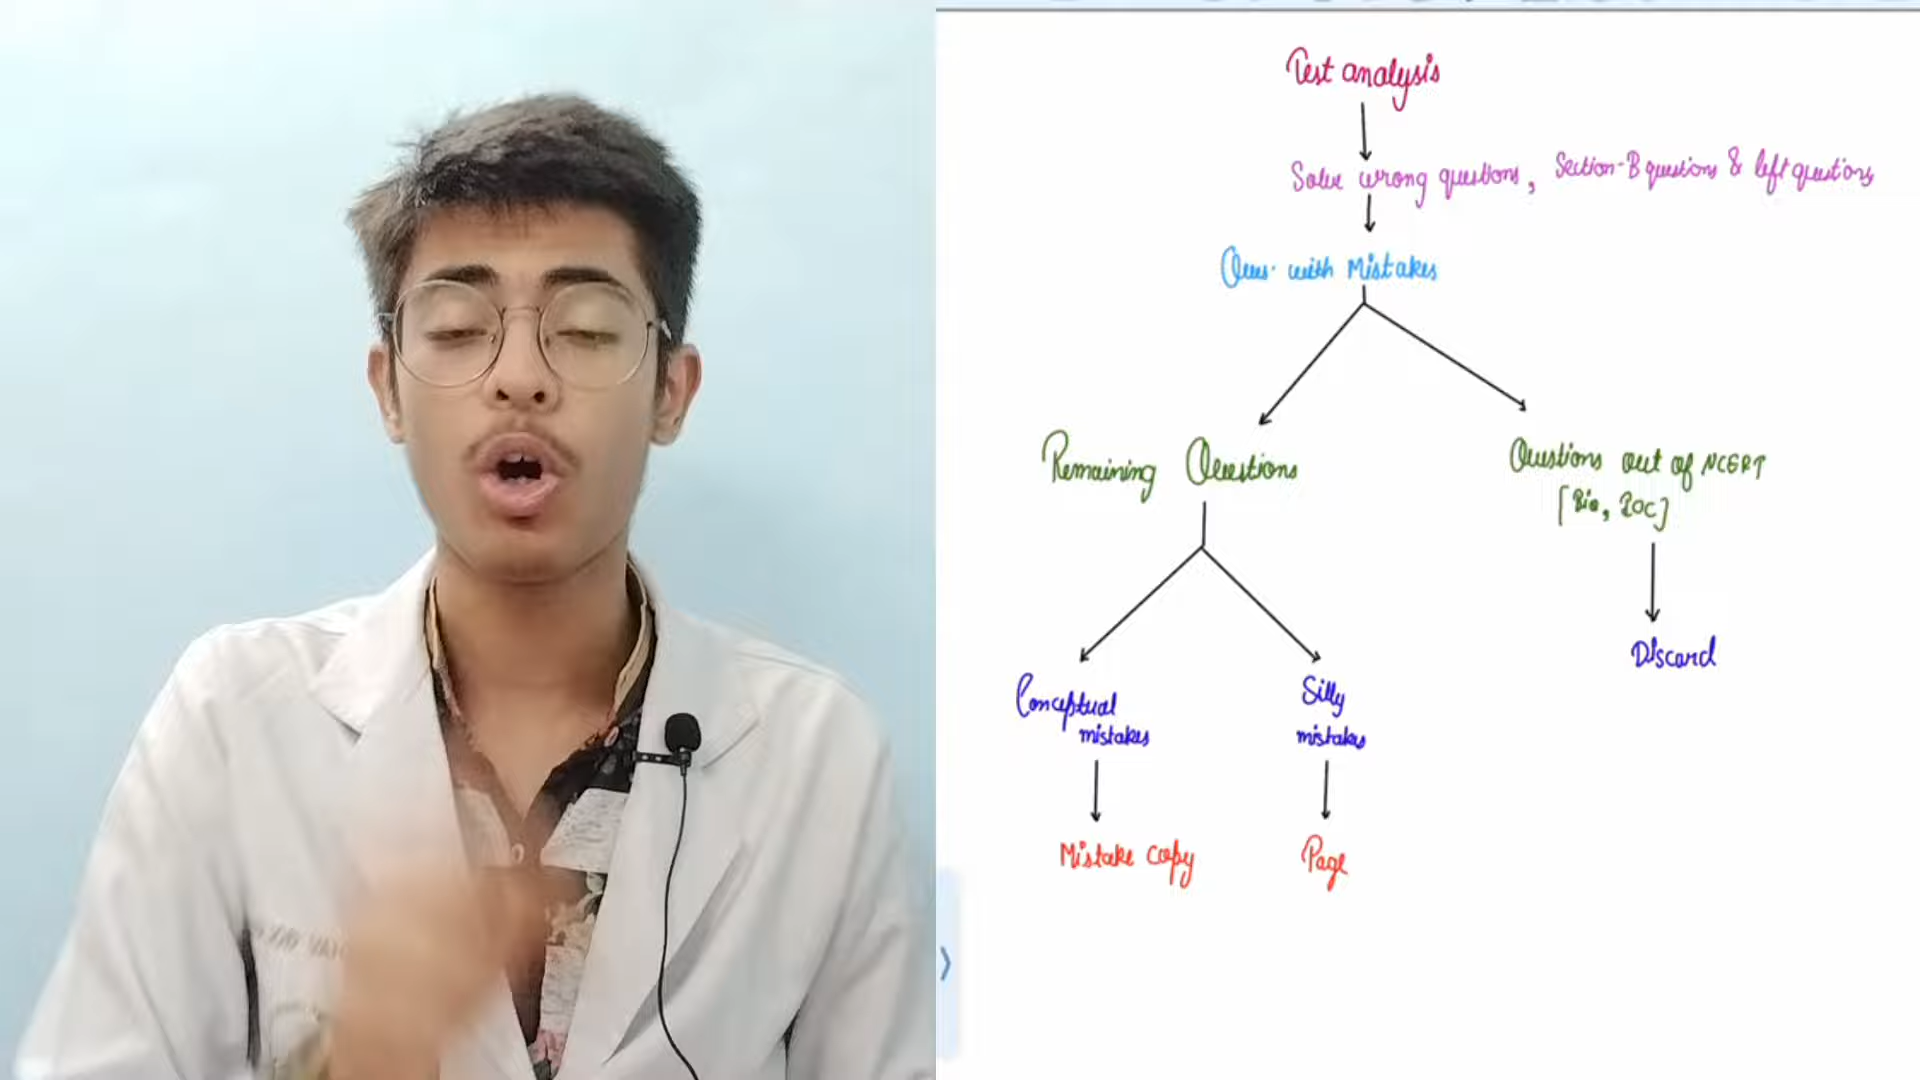 Test analysis
Solve wrong questions, Section-B questions & left questions
Ques. with Mistakes
Remaining Questions
Questions out of NCERT
[Bio, IOC]
Discard
Conceptual
mistakes
Silly
mistakes
Mistake copy
Page